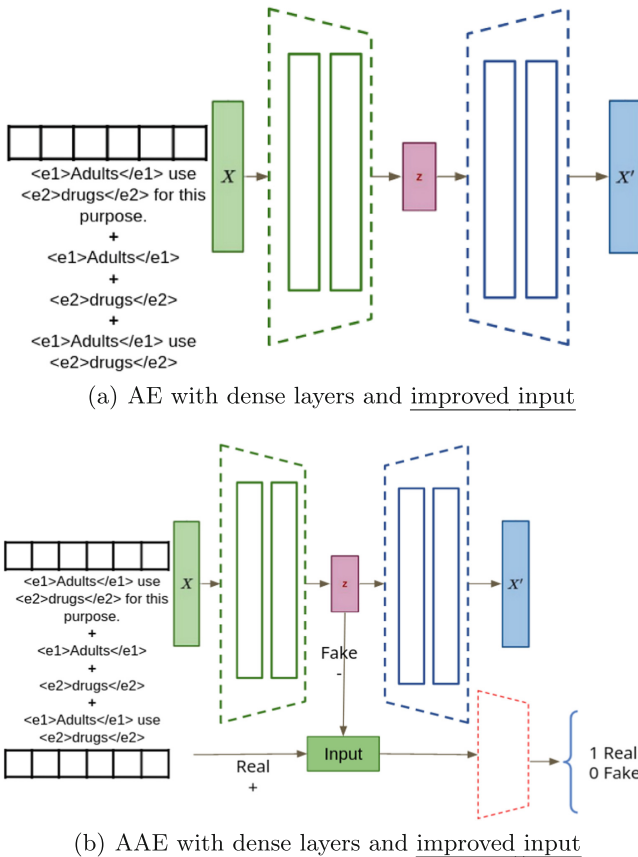 <e1>Adults</e1> use
<e2>drugs</e2> for this
purpose.
+
<e1>Adults</e1>
+
<e2>drugs</e2>
+
<e1>Adults</e1> use
<e2>drugs</e2>
X
z
X'
(a) AE with dense layers and improved input
<e1>Adults</e1> use
<e2>drugs</e2> for this
purpose.
+
<e1>Adults</e1>
+
<e2>drugs</e2>
+
<e1>Adults</e1> use
<e2>drugs</e2>
X
z
X'
Fake
-
Real
+
Input
1 Real
0 Fake
(b) AAE with dense layers and improved input